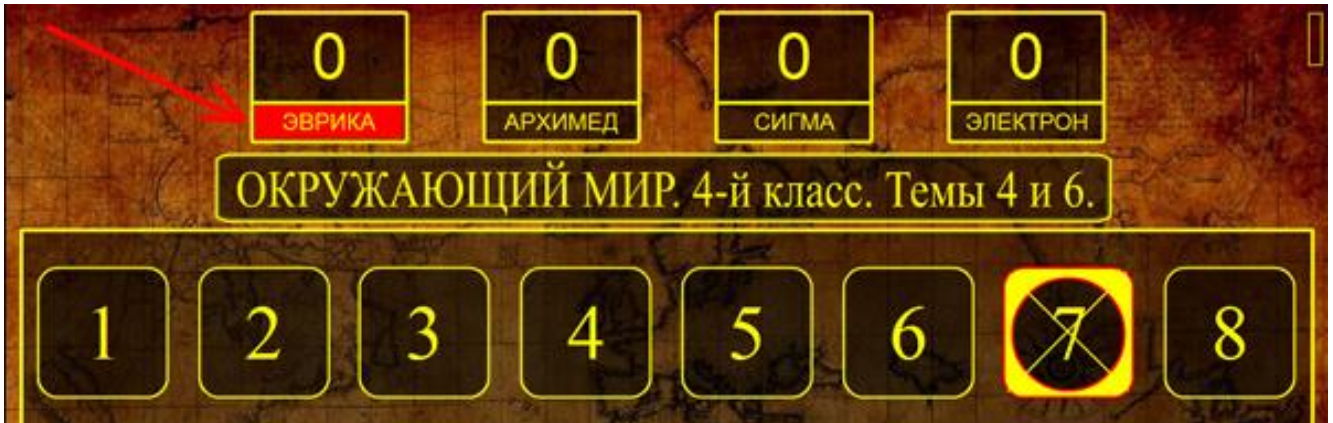 0 0 0 0
ЭВРИКА АРХИМЕД СИГМА ЭЛЕКТРОН
ОКРУЖАЮЩИЙ МИР. 4-й класс. Темы 4 и 6.
1 2 3 4 5 6 7 8